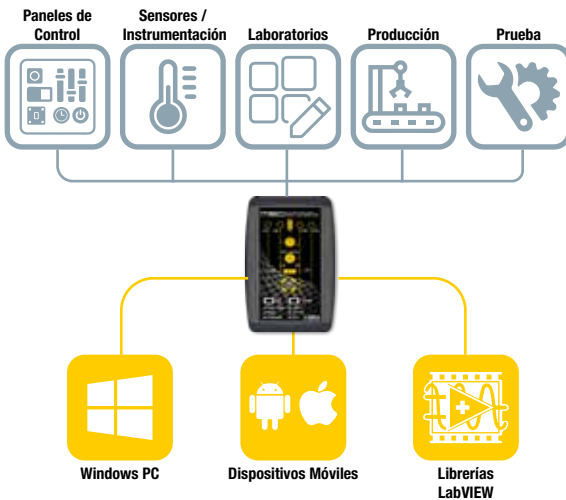 Paneles de
Control
Sensores /
Instrumentación
Laboratorios
Producción
Prueba
Windows PC
Dispositivos Móviles
Librerías
LabVIEW